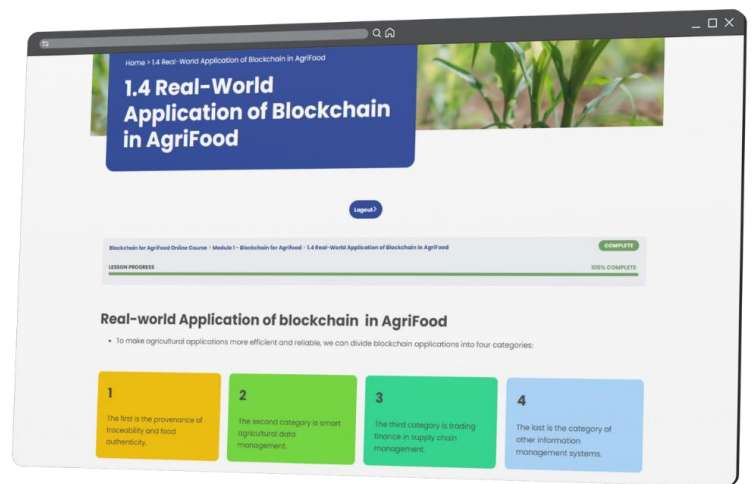 Home > 1.4 Real-World Application of Blockchain in AgriFood
1.4 Real-World
Application of Blockchain
in AgriFood
Logout
Blockchain for AgriFood Online Course > Module 1 – Blockchain for Agrifood > 1.4 Real-World Application of Blockchain in AgriFood
COMPLETE
LESSON PROGRESS
100% COMPLETE
Real-world Application of blockchain in AgriFood
• To make agricultural applications more efficient and reliable, we can divide blockchain applications into four categories:
1
The first is the provenance of
traceability and food
authenticity.
2
The second category is smart
agricultural data
management.
3
The third category is trading
finance in supply chain
management.
4
The last is the category of
other information
management systems.